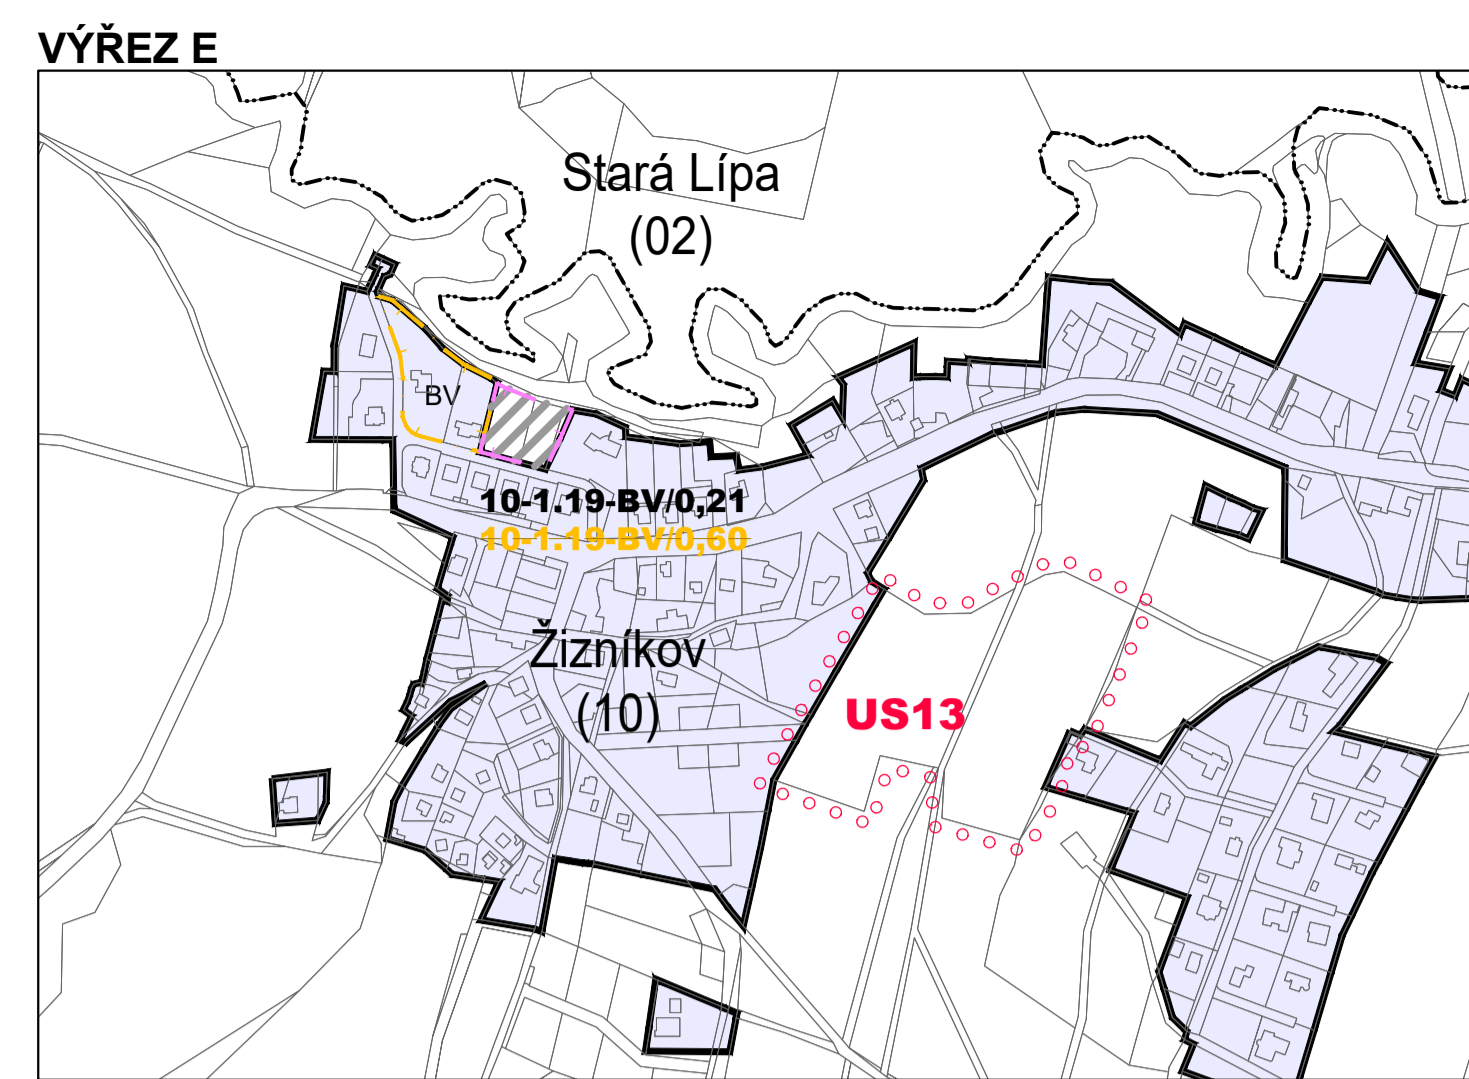 VÝŘEZ E
Stará Lípa
(02)
BV
10-1.19-BV/0,21
10-1.19-BV/0,60
Žizníkov
(10)
US13